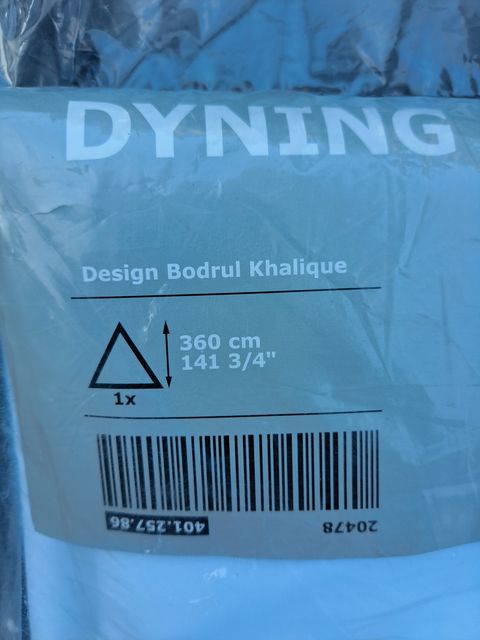 DYNING
Design Bodrul Khalique
360 cm
141 3/4"
1x
401.257.86
20478